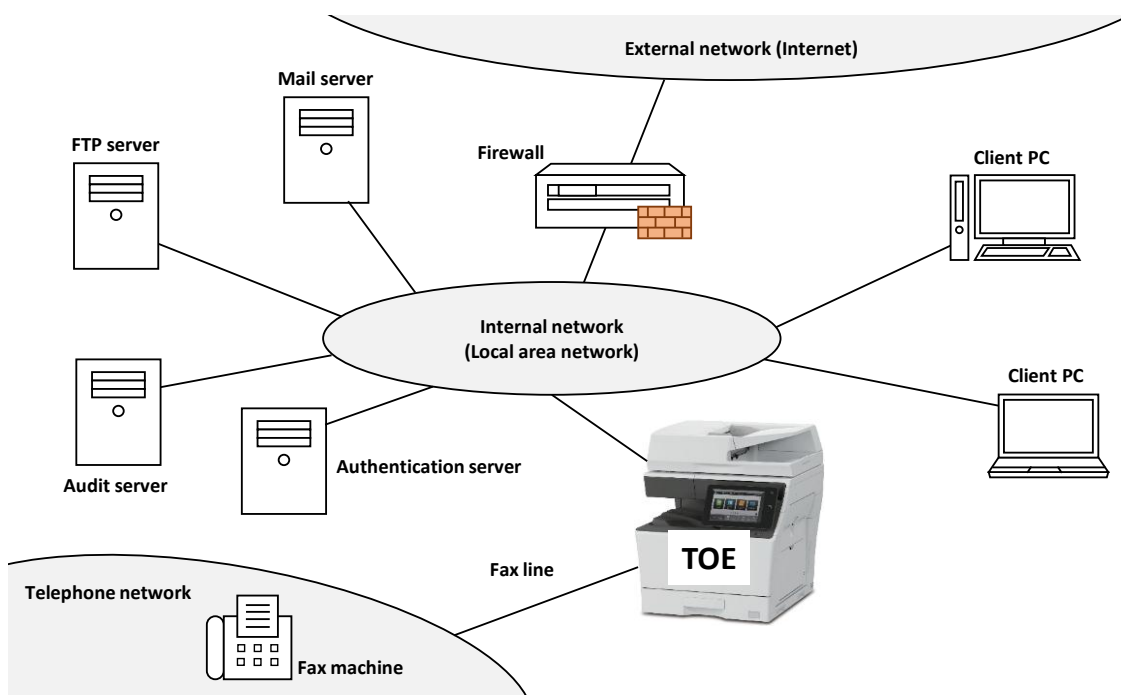 External network (Internet)
Mail server
FTP server
Firewall
Client PC
Internal network
(Local area network)
Client PC
Audit server
Authentication server
TOE
Fax line
Telephone network
Fax machine